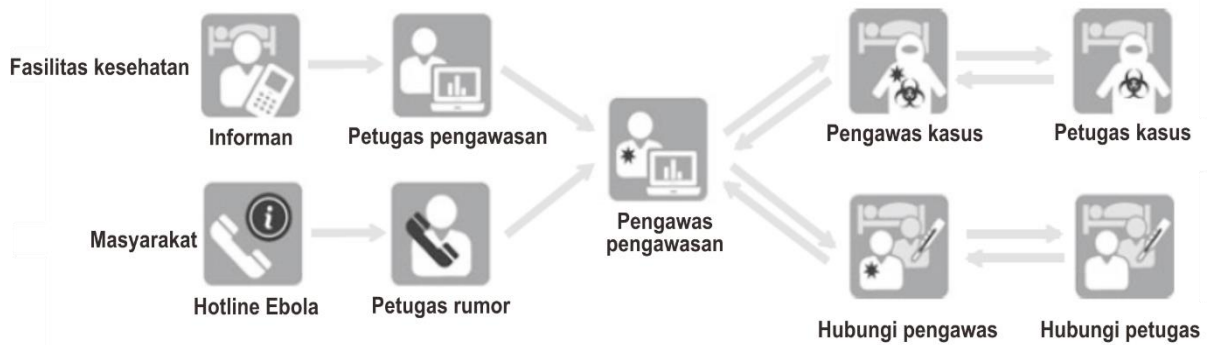 Fasilitas kesehatan
Informan
Petugas pengawasan
Pengawas kasus
Petugas kasus
Masyarakat
Hotline Ebola
Petugas rumor
Pengawas
pengawasan
Hubungi pengawas
Hubungi petugas